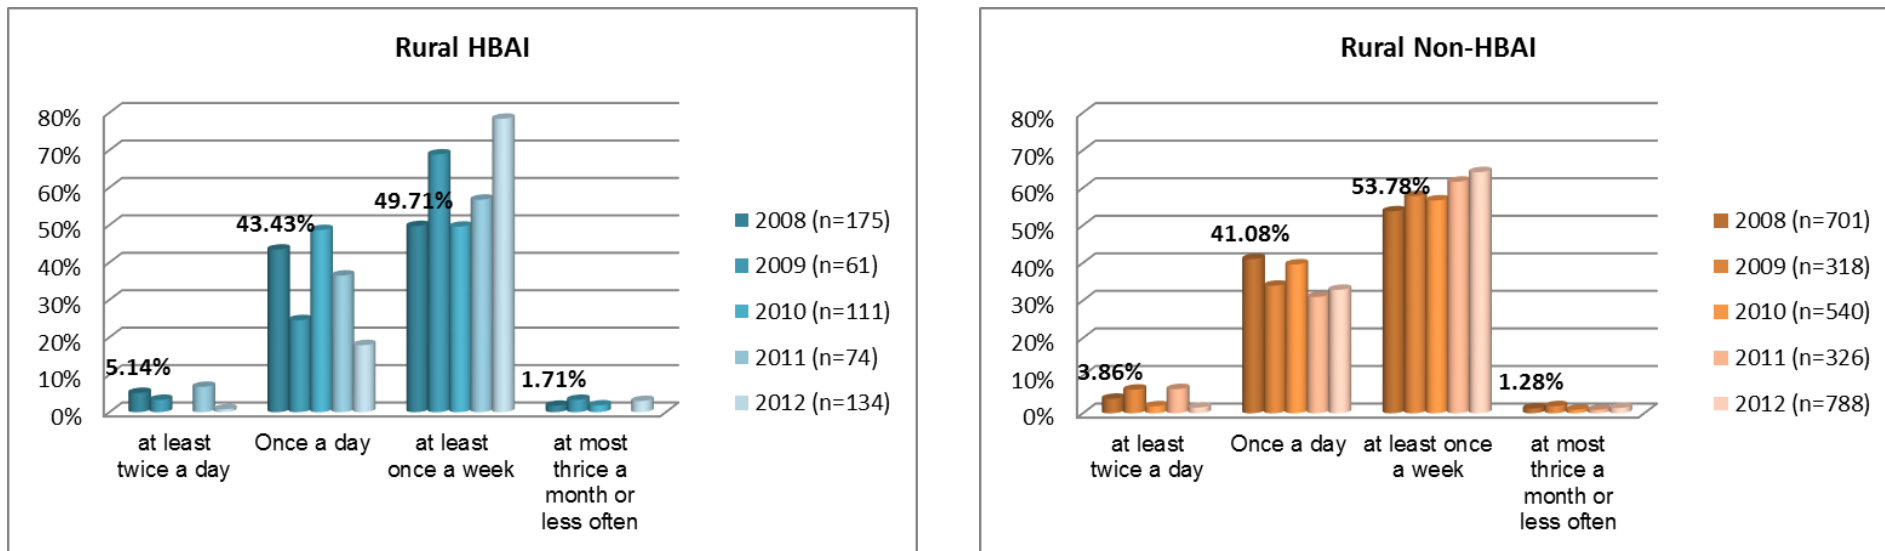 Rural HBAI
80%
70%
60%
50%
40%
30%
20%
10%
0%
5.14%
43.43%
49.71%
1.71%
at least
twice a day
Once a day
at least
once a week
at most
thrice a
month or
less often
2008 (n=175)
2009 (n=61)
2010 (n=111)
2011 (n=74)
2012 (n=134)
Rural Non-HBAI
80%
70%
60%
50%
40%
30%
20%
10%
0%
3.86%
41.08%
53.78%
1.28%
at least
twice a day
Once a day
at least once
a week
at most
thrice a
month or
less often
2008 (n=701)
2009 (n=318)
2010 (n=540)
2011 (n=326)
2012 (n=788)